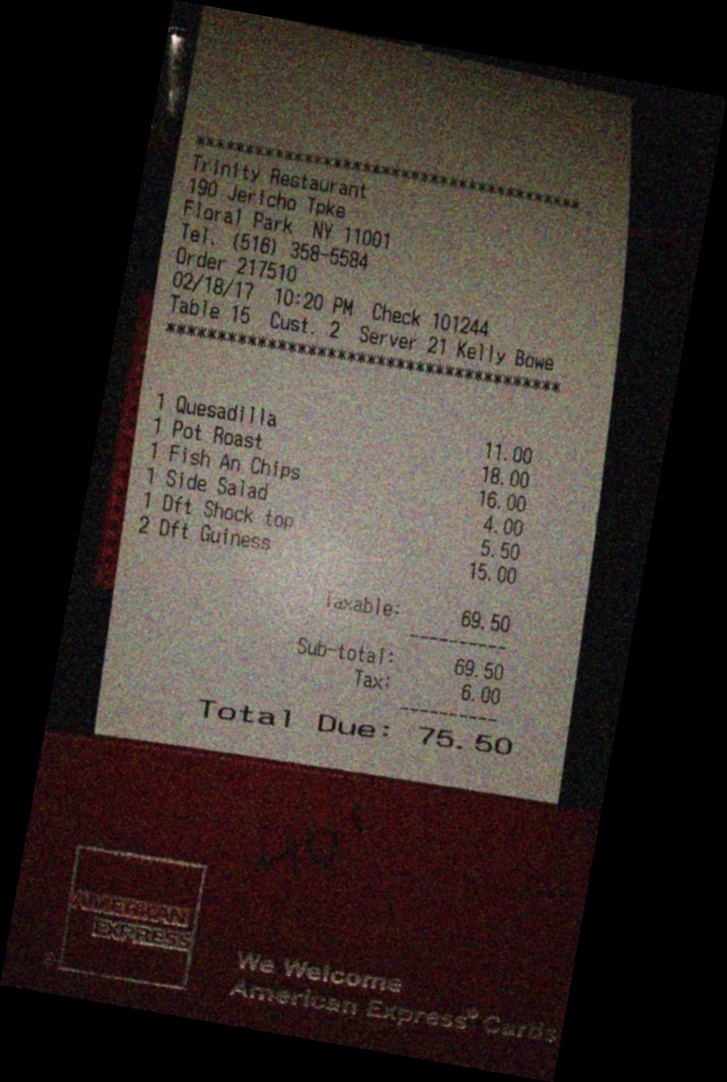 ****************************************
Trinity Restaurant
190 Jericho Tpke
Floral Park NY 11001
Tel. (516) 358-5584
Order 217510
02/18/17 10:20 PM Check 101244
Table 15 Cust. 2 Server 21 Kelly Bowe
****************************************
1 Quesadilla 11.00
1 Pot Roast 18.00
1 Fish An Chips 16.00
1 Side Salad 4.00
1 Dft Shock top 5.50
2 Dft Guiness 15.00
Taxable: 69.50
----------
Sub-total: 69.50
Tax: 6.00
----------
Total Due: 75.50
AMERICAN
EXPRESS
We Welcome
American Express® Cards